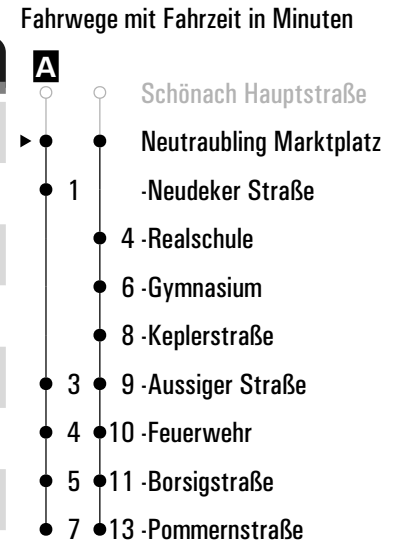 Fahrwege mit Fahrzeit in Minuten
A
Schönach Hauptstraße
Neutraubling Marktplatz
1 -Neudeker Straße
4 -Realschule
6 -Gymnasium
8 -Keplerstraße
3 9 -Aussiger Straße
4 10 -Feuerwehr
5 11 -Borsigstraße
7 13 -Pommernstraße